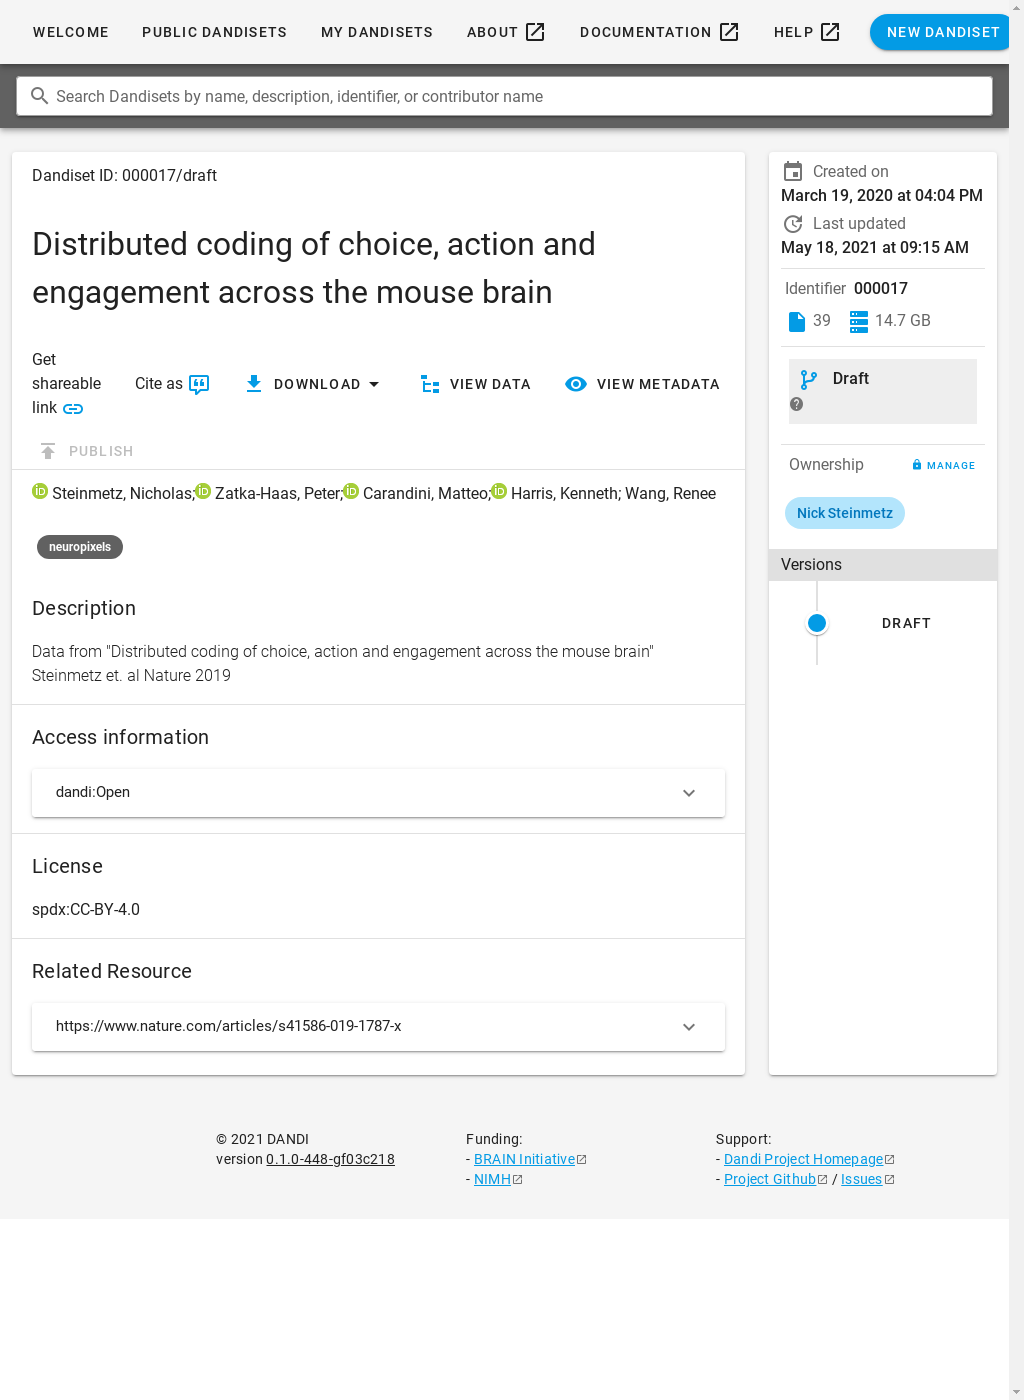 WELCOME PUBLIC DANDISETS MY DANDISETS ABOUT DOCUMENTATION HELP NEW DANDISET
Search Dandisets by name, description, identifier, or contributor name
Dandiset ID: 000017/draft
Distributed coding of choice, action and
engagement across the mouse brain
Get
shareable
link
Cite as
DOWNLOAD
VIEW DATA
VIEW METADATA
PUBLISH
Steinmetz, Nicholas; Zatka-Haas, Peter; Carandini, Matteo; Harris, Kenneth; Wang, Renee
neuropixels
Description
Data from "Distributed coding of choice, action and engagement across the mouse brain"
Steinmetz et. al Nature 2019
Access information
dandi:Open
License
spdx:CC-BY-4.0
Related Resource
https://www.nature.com/articles/s41586-019-1787-x
Created on
March 19, 2020 at 04:04 PM
Last updated
May 18, 2021 at 09:15 AM
Identifier 000017
39 14.7 GB
Draft
Ownership MANAGE
Nick Steinmetz
Versions
DRAFT
© 2021 DANDI
version 0.1.0-448-gf03c218
Funding:
- BRAIN Initiative
- NIMH
Support:
- Dandi Project Homepage
- Project Github / Issues